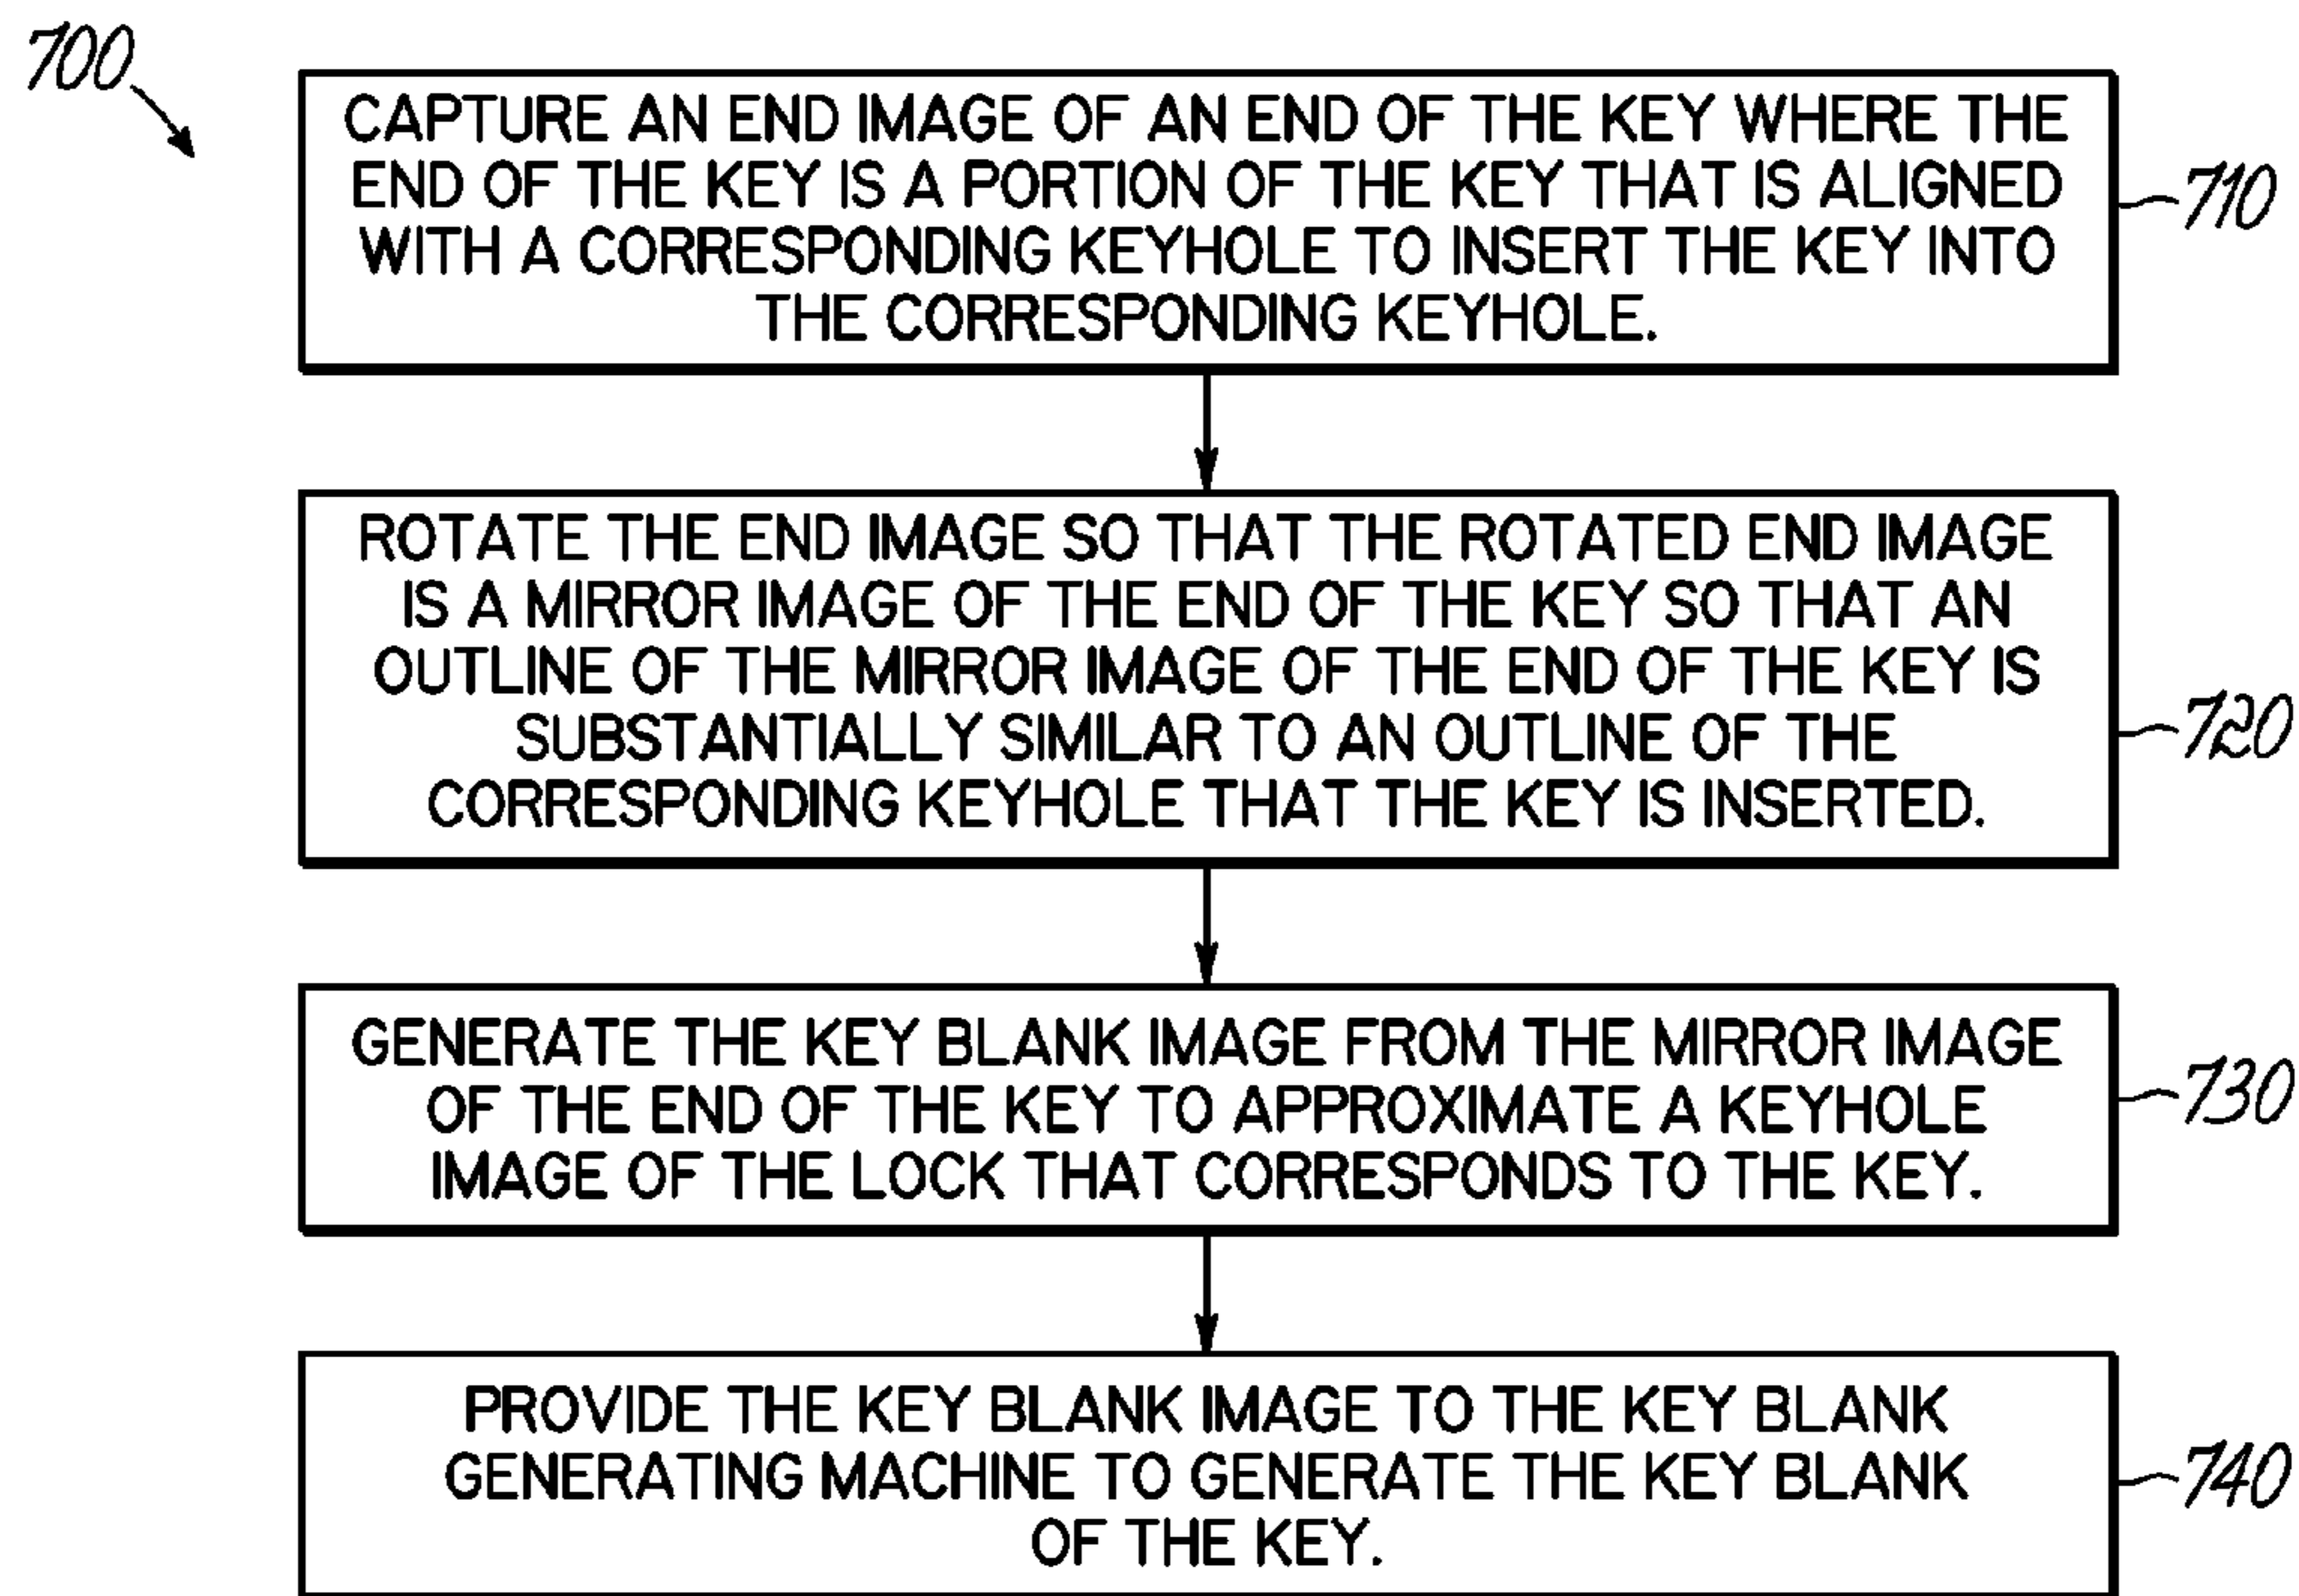 700
CAPTURE AN END IMAGE OF AN END OF THE KEY WHERE THE
END OF THE KEY IS A PORTION OF THE KEY THAT IS ALIGNED
WITH A CORRESPONDING KEYHOLE TO INSERT THE KEY INTO
THE CORRESPONDING KEYHOLE.
710
ROTATE THE END IMAGE SO THAT THE ROTATED END IMAGE
IS A MIRROR IMAGE OF THE END OF THE KEY SO THAT AN
OUTLINE OF THE MIRROR IMAGE OF THE END OF THE KEY IS
SUBSTANTIALLY SIMILAR TO AN OUTLINE OF THE
CORRESPONDING KEYHOLE THAT THE KEY IS INSERTED.
720
GENERATE THE KEY BLANK IMAGE FROM THE MIRROR IMAGE
OF THE END OF THE KEY TO APPROXIMATE A KEYHOLE
IMAGE OF THE LOCK THAT CORRESPONDS TO THE KEY.
730
PROVIDE THE KEY BLANK IMAGE TO THE KEY BLANK
GENERATING MACHINE TO GENERATE THE KEY BLANK
OF THE KEY.
740